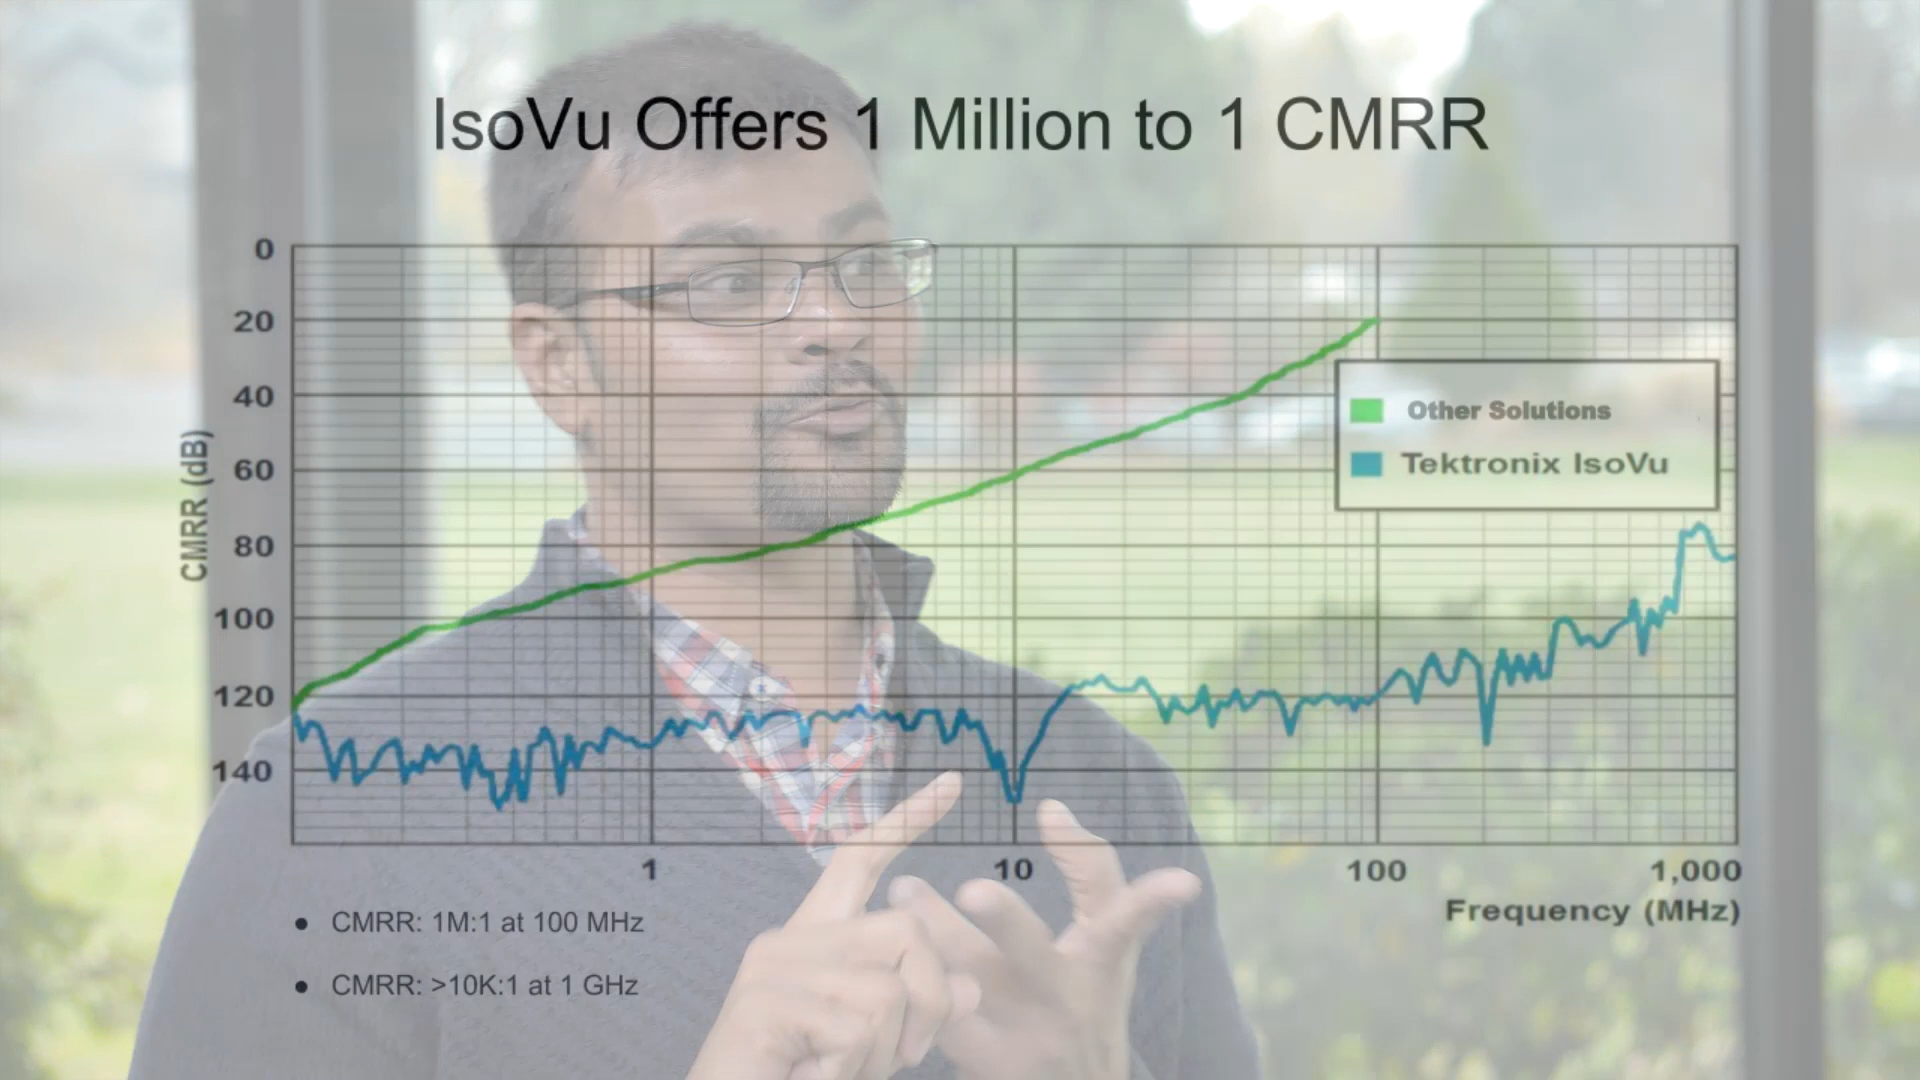 IsoVu Offers 1 Million to 1 CMRR
0
20
40
60
80
100
120
140
CMRR (dB)
Other Solutions
Tektronix IsoVu
1
10
100
1,000
Frequency (MHz)
● CMRR: 1M:1 at 100 MHz
● CMRR: >10K:1 at 1 GHz